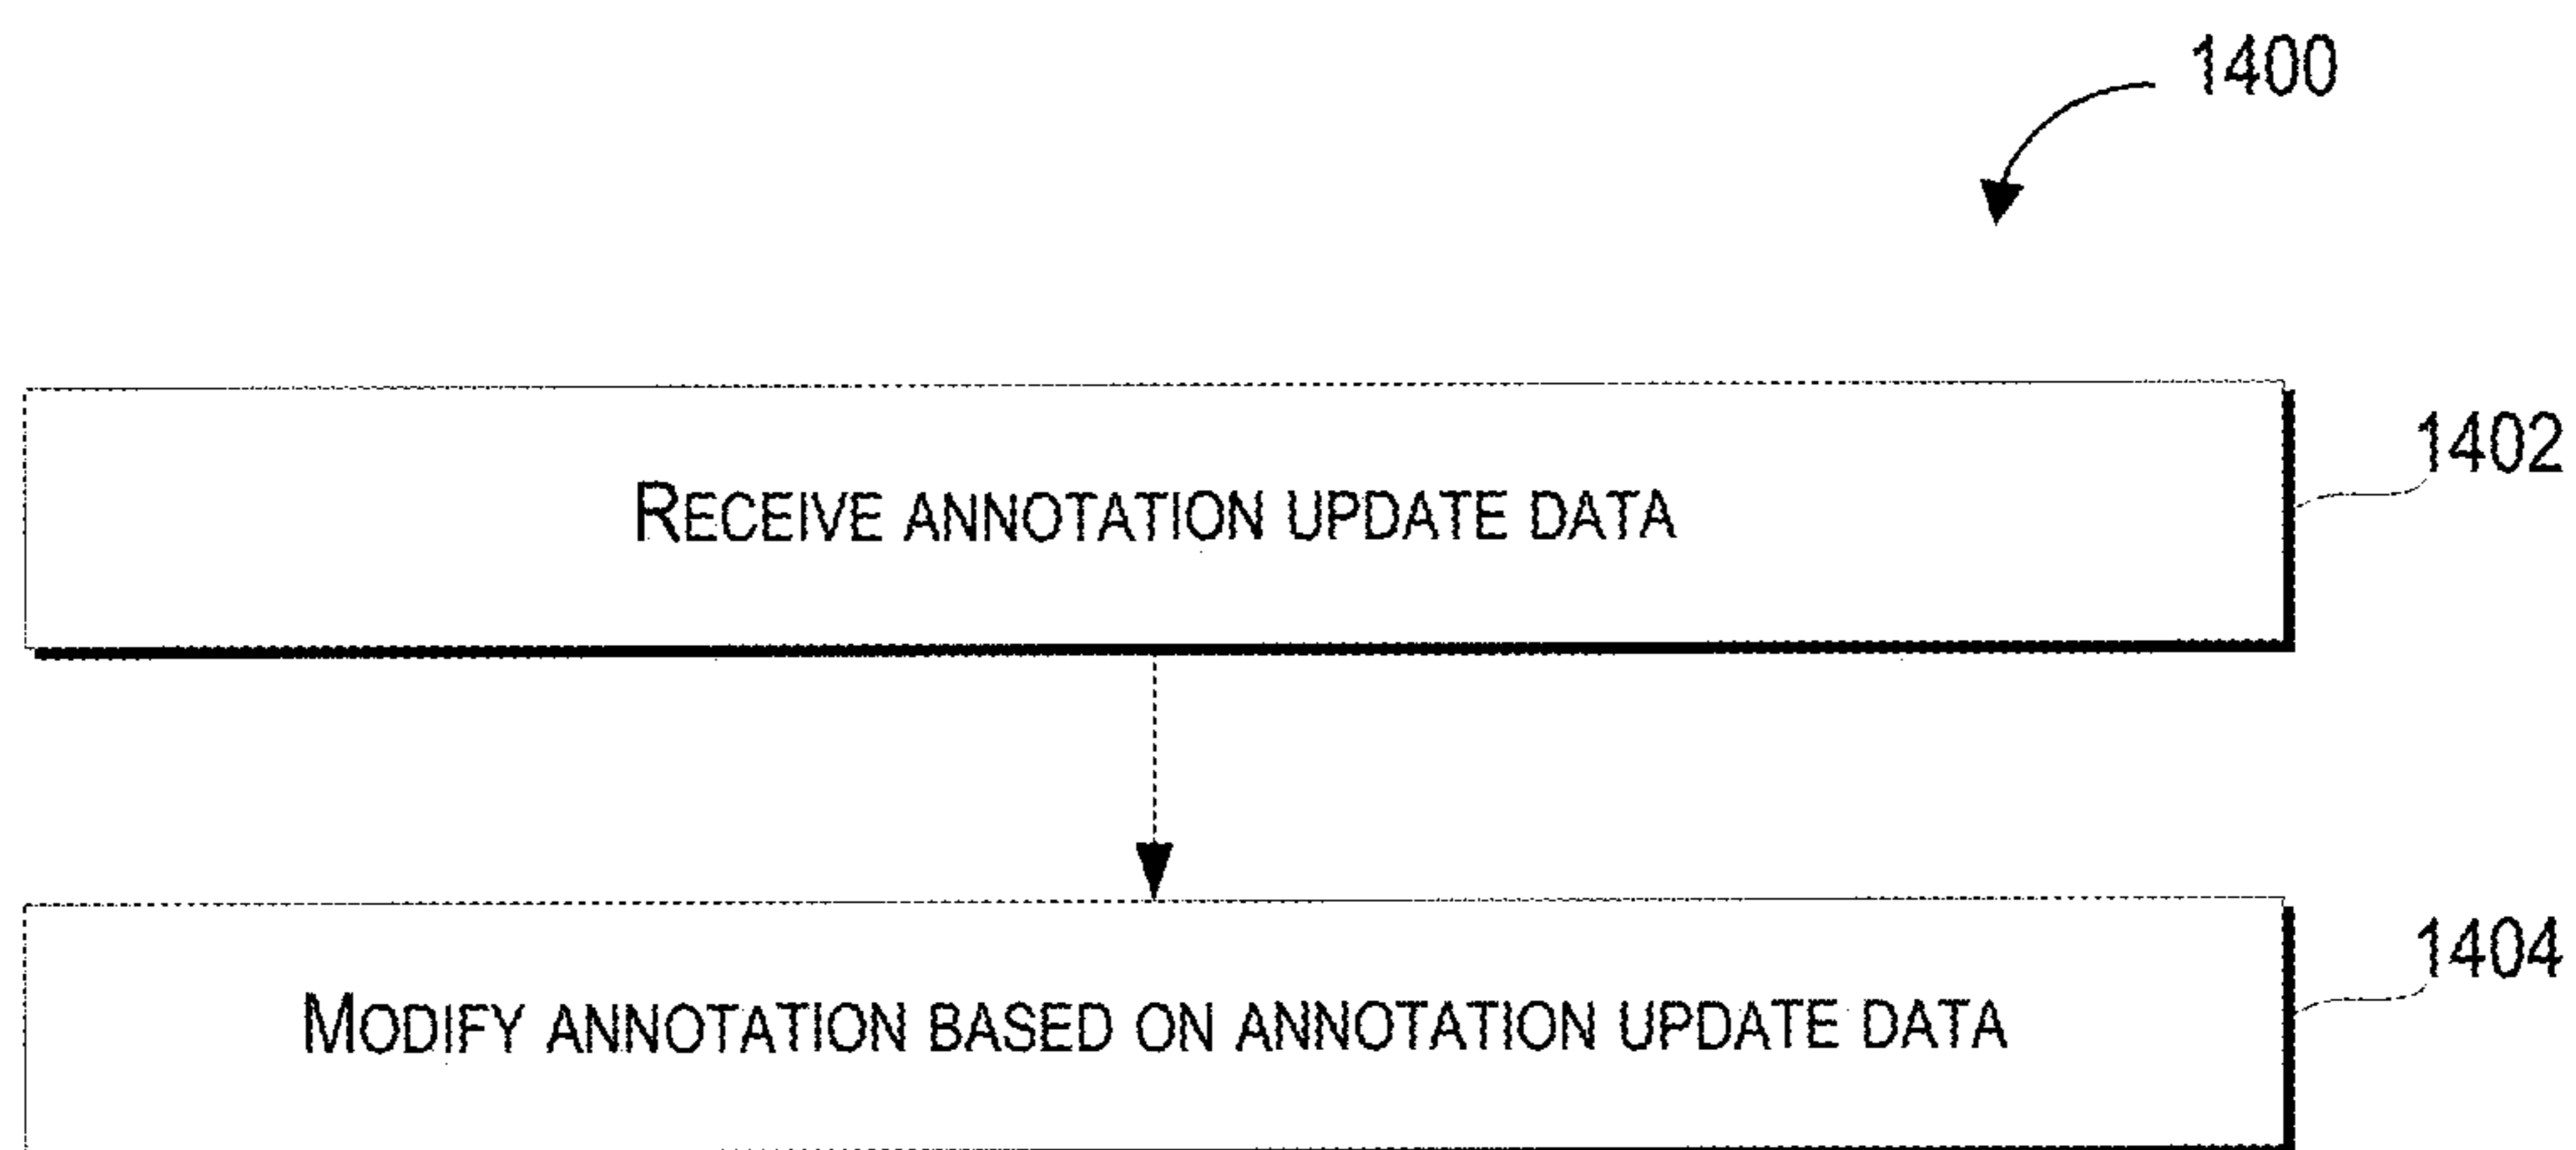 1400
RECEIVE ANNOTATION UPDATE DATA
1402
MODIFY ANNOTATION BASED ON ANNOTATION UPDATE DATA
1404